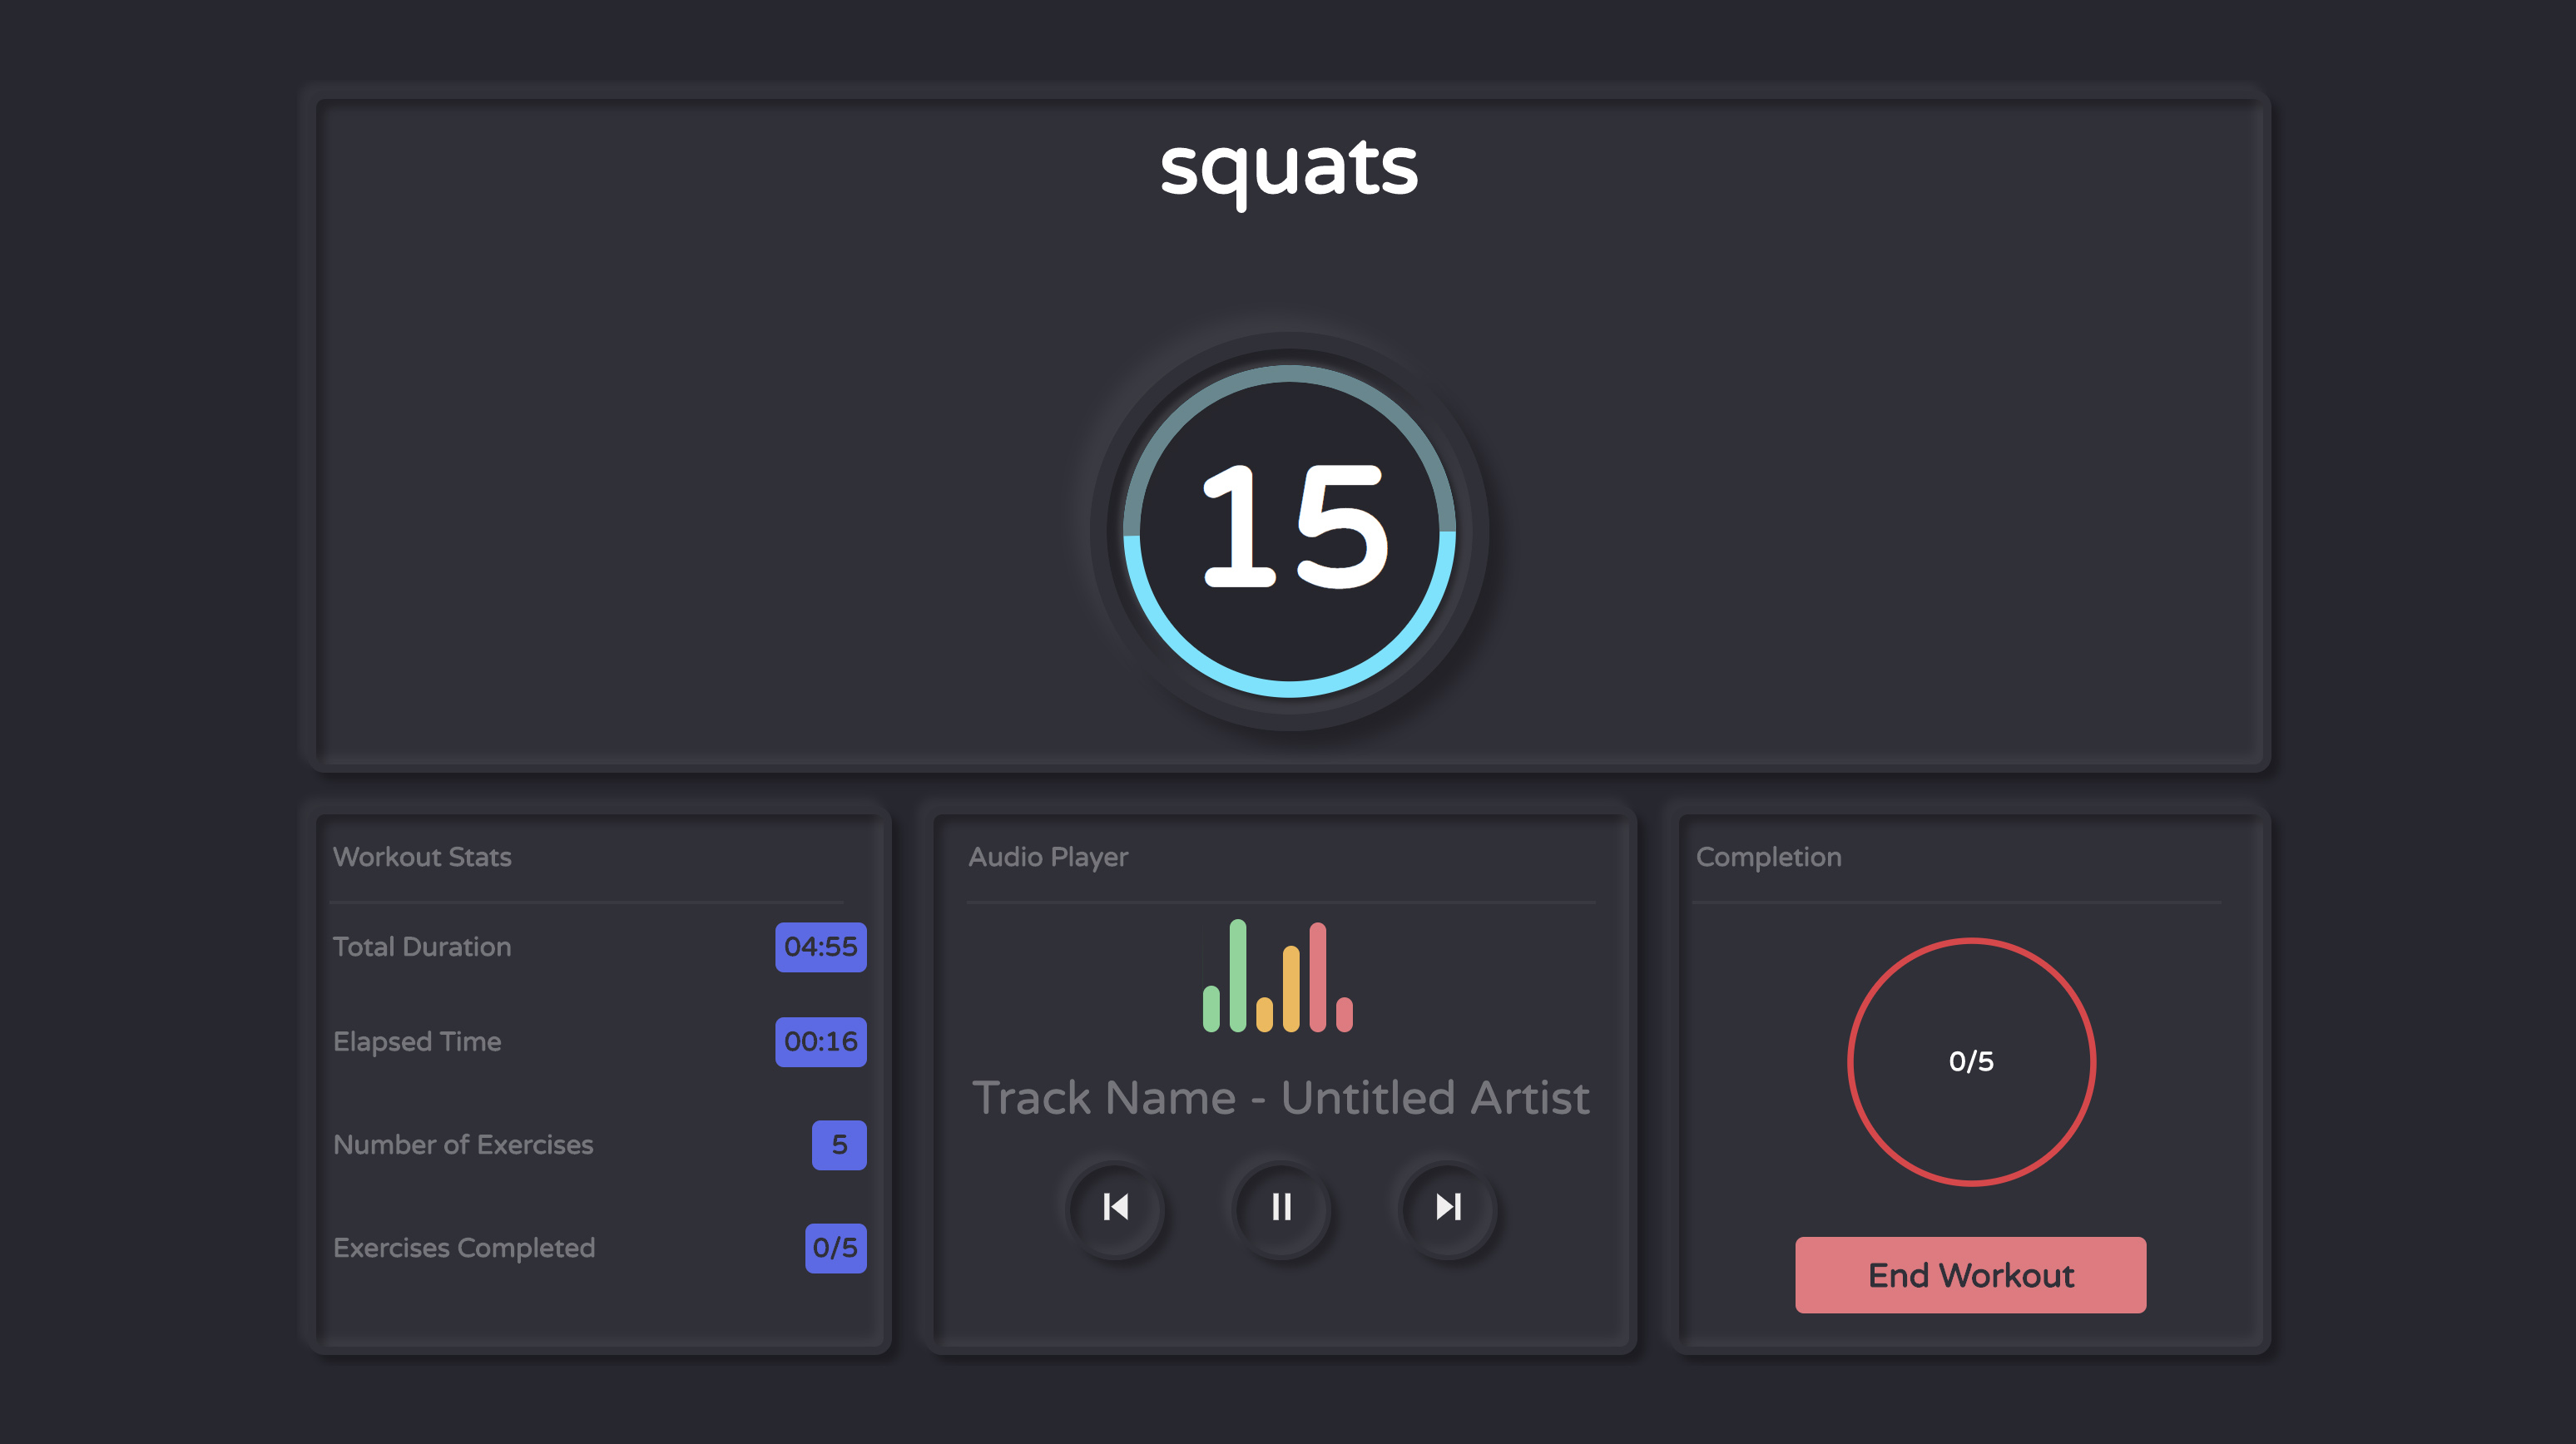 squats
15
Workout Stats
Total Duration 04:55
Elapsed Time 00:16
Number of Exercises 5
Exercises Completed 0/5
Audio Player
Track Name - Untitled Artist
Completion
0/5
End Workout